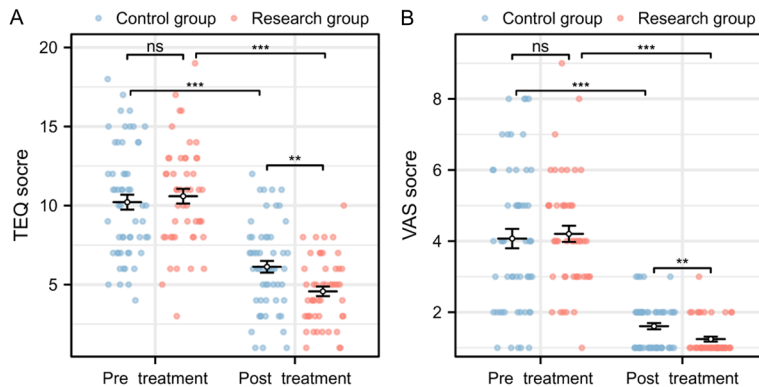 A
Control group Research group
TEQ socre
20
15
10
5
ns
***
***
**
Pre treatment Post treatment
B
Control group Research group
VAS socre
8
6
4
2
ns
***
***
**
Pre treatment Post treatment